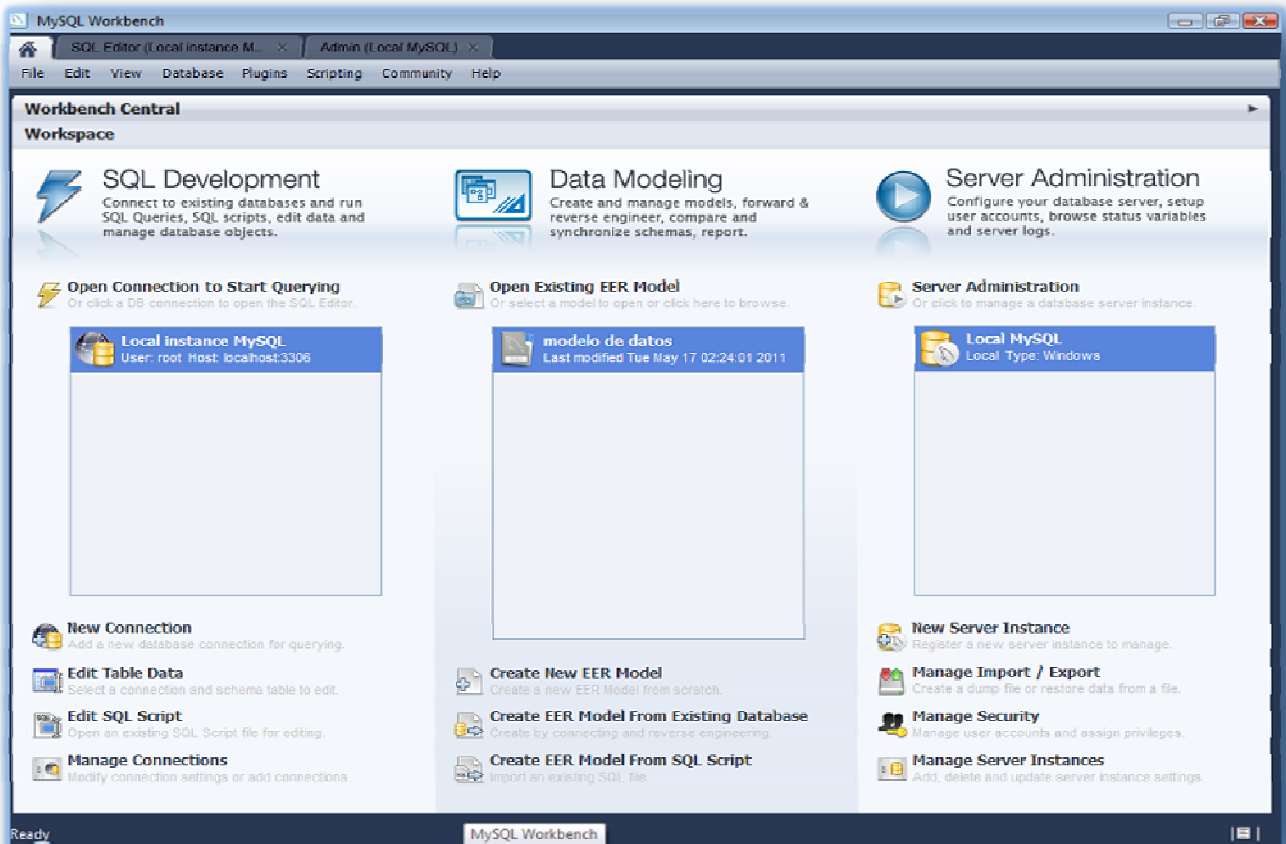 MySQL Workbench
SQL Editor (Local instance M...
Admin (Local MySQL)
File Edit View Database Plugins Scripting Community Help
Workbench Central
Workspace
SQL Development
Connect to existing databases and run
SQL Queries, SQL scripts, edit data and
manage database objects.
Open Connection to Start Querying
Or click a DB connection to open the SQL Editor.
Local instance MySQL
User: root Host: localhost:3306
New Connection
Add a new database connection for querying.
Edit Table Data
Select a connection and schema table to edit.
Edit SQL Script
Open an existing SQL Script file for editing.
Manage Connections
Modify connection settings or add connections
Data Modeling
Create and manage models, forward &
reverse engineer, compare and
synchronize schemas, report.
Open Existing EER Model
Or select a model to open or click here to browse.
modelo de datos
Last modified Tue May 17 02:24:01 2011
Create New EER Model
Create a new EER Model from scratch.
Create EER Model From Existing Database
Create by connecting and reverse engineering.
Create EER Model From SQL Script
Import an existing SQL file
Server Administration
Configure your database server, setup
user accounts, browse status variables
and server logs.
Server Administration
Or click to manage a database server instance.
Local MySQL
Local Type: Windows
New Server Instance
Register a new server instance to manage.
Manage Import / Export
Create a dump file or restore data from a file.
Manage Security
Manage user accounts and assign privileges.
Manage Server Instances
Add, delete and update server instance settings.
Ready
MySQL Workbench